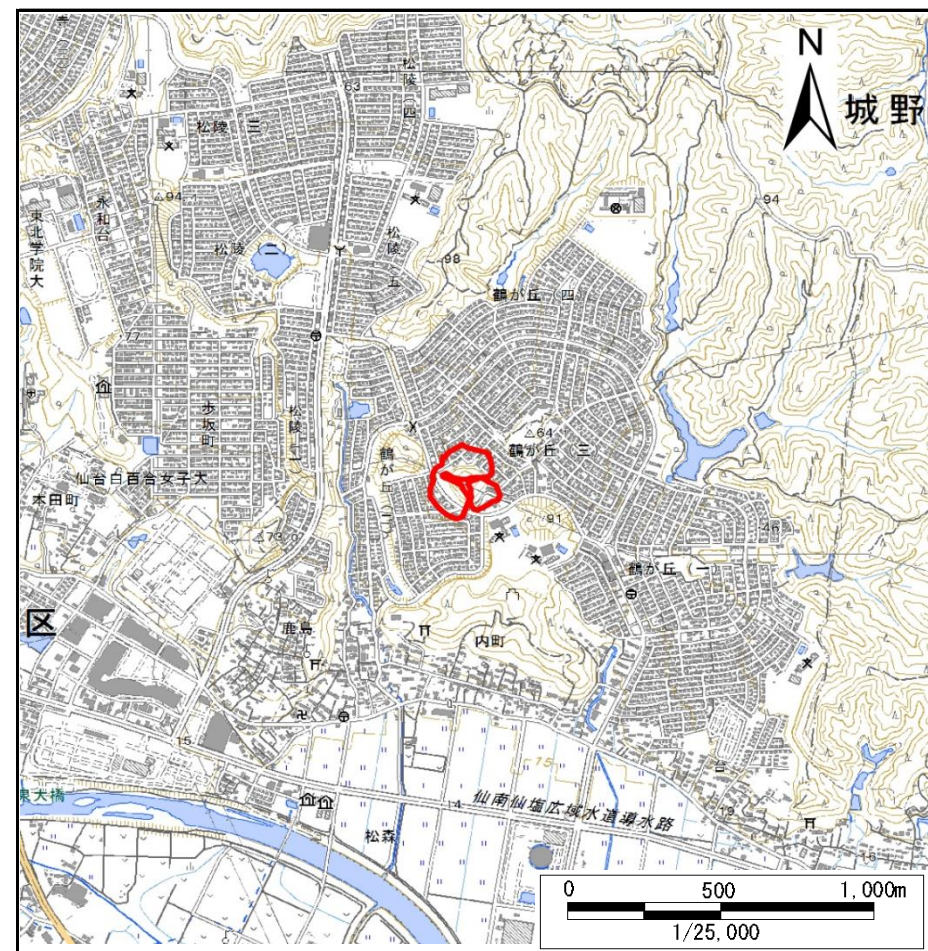 N
城野
松陵 三
63
松陵 四
94
94
永和台
東北学院大
松陵 二
松陵 五
98
鶴が丘(四)
77
歩坂町
松陵 一
64
鶴が丘 三
鶴が丘(二)
仙台白百合女子大
本田町
91
73
46
鶴が丘(一)
区
鹿島
内町
15
15
泉大橋
仙南仙塩広域水道導水路
19
松森
16
0 500 1,000m
1/25,000